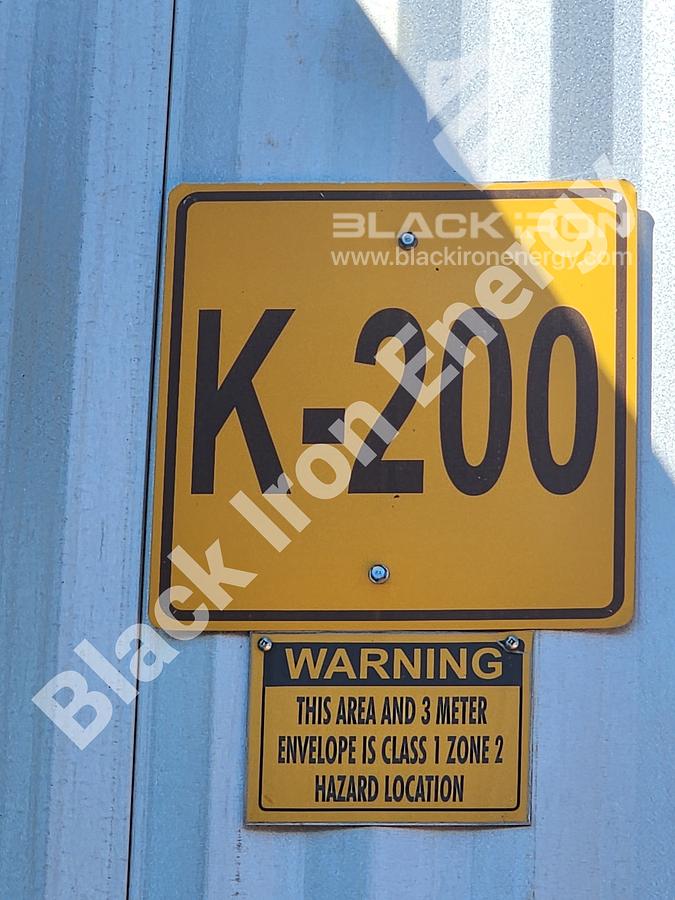 BLACK IRON
www.blackironenergy.com
K-200
Black Iron Energy
WARNING
THIS AREA AND 3 METER
ENVELOPE IS CLASS 1 ZONE 2
HAZARD LOCATION